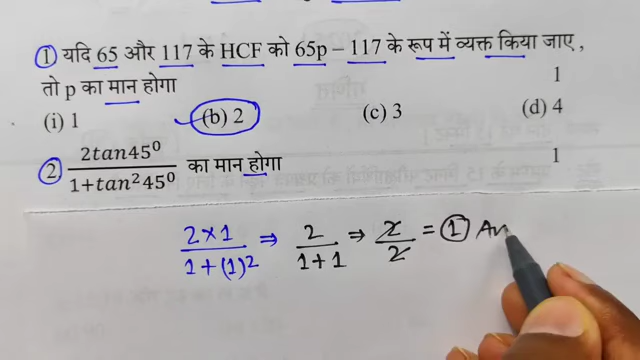 ① यदि 65 और 117 के HCF को 65p – 117 के रूप में व्यक्त किया जाए ,
तो p का मान होगा 1
(i) 1 (b) 2 (c) 3 (d) 4
② 2tan45⁰ / 1+tan²45⁰ का मान होगा 1
2×1 / 1+(1)² ⇒ 2 / 1+1 ⇒ 2 / 2 = ① An